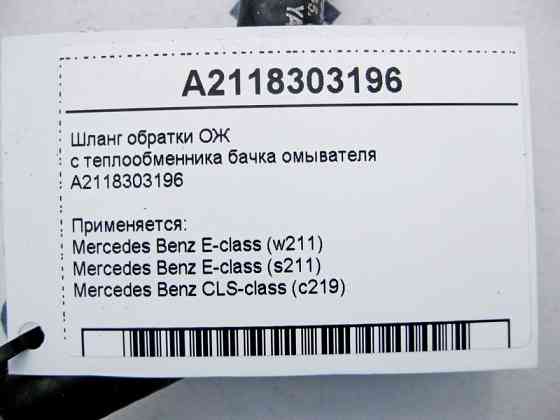 A2118303196
Шланг обратки ОЖ
с теплообменника бачка омывателя
A2118303196
Применяется:
Mercedes Benz E-class (w211)
Mercedes Benz E-class (s211)
Mercedes Benz CLS-class (c219)